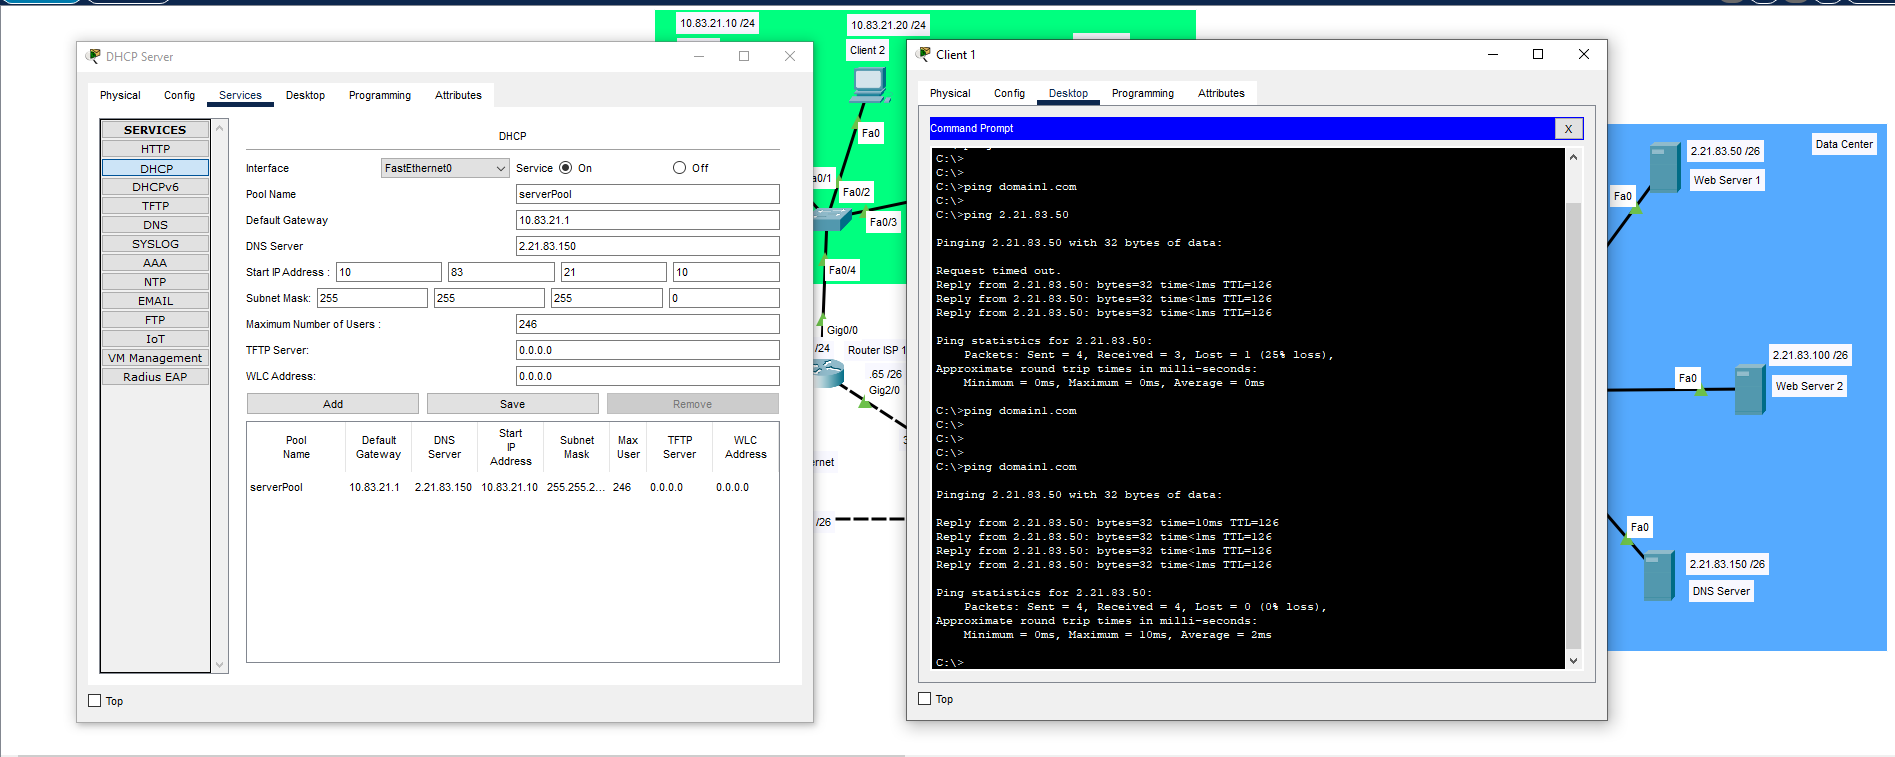 10.83.21.10 /24
10.83.21.20 /24
Client 2
Fa0
a0/1
Fa0/2
Fa0/3
Fa0/4
Gig0/0
/24
Router ISP 1
.65 /26
Gig2/0
ernet
/26
DHCP Server
Physical Config Services Desktop Programming Attributes
SERVICES
HTTP
DHCP
DHCPv6
TFTP
DNS
SYSLOG
AAA
NTP
EMAIL
FTP
IoT
VM Management
Radius EAP
DHCP
Interface FastEthernet0 Service On Off
Pool Name serverPool
Default Gateway 10.83.21.1
DNS Server 2.21.83.150
Start IP Address : 10 83 21 10
Subnet Mask: 255 255 255 0
Maximum Number of Users : 246
TFTP Server: 0.0.0.0
WLC Address: 0.0.0.0
Add Save Remove
Pool Name Default Gateway DNS Server Start IP Address Subnet Mask Max User TFTP Server WLC Address
serverPool 10.83.21.1 2.21.83.150 10.83.21.10 255.255.2... 246 0.0.0.0 0.0.0.0
Top
Client 1
Physical Config Desktop Programming Attributes
Command Prompt X
C:\>
C:\>
C:\>ping domain1.com
C:\>
C:\>ping 2.21.83.50
Pinging 2.21.83.50 with 32 bytes of data:
Request timed out.
Reply from 2.21.83.50: bytes=32 time<1ms TTL=126
Reply from 2.21.83.50: bytes=32 time<1ms TTL=126
Reply from 2.21.83.50: bytes=32 time<1ms TTL=126
Ping statistics for 2.21.83.50:
Packets: Sent = 4, Received = 3, Lost = 1 (25% loss),
Approximate round trip times in milli-seconds:
Minimum = 0ms, Maximum = 0ms, Average = 0ms
C:\>ping domain1.com
C:\>
C:\>
C:\>
C:\>ping domain1.com
Pinging 2.21.83.50 with 32 bytes of data:
Reply from 2.21.83.50: bytes=32 time=10ms TTL=126
Reply from 2.21.83.50: bytes=32 time<1ms TTL=126
Reply from 2.21.83.50: bytes=32 time<1ms TTL=126
Reply from 2.21.83.50: bytes=32 time<1ms TTL=126
Ping statistics for 2.21.83.50:
Packets: Sent = 4, Received = 4, Lost = 0 (0% loss),
Approximate round trip times in milli-seconds:
Minimum = 0ms, Maximum = 10ms, Average = 2ms
C:\>
Top
Data Center
2.21.83.50 /26
Web Server 1
Fa0
2.21.83.100 /26
Web Server 2
Fa0
2.21.83.150 /26
DNS Server
Fa0